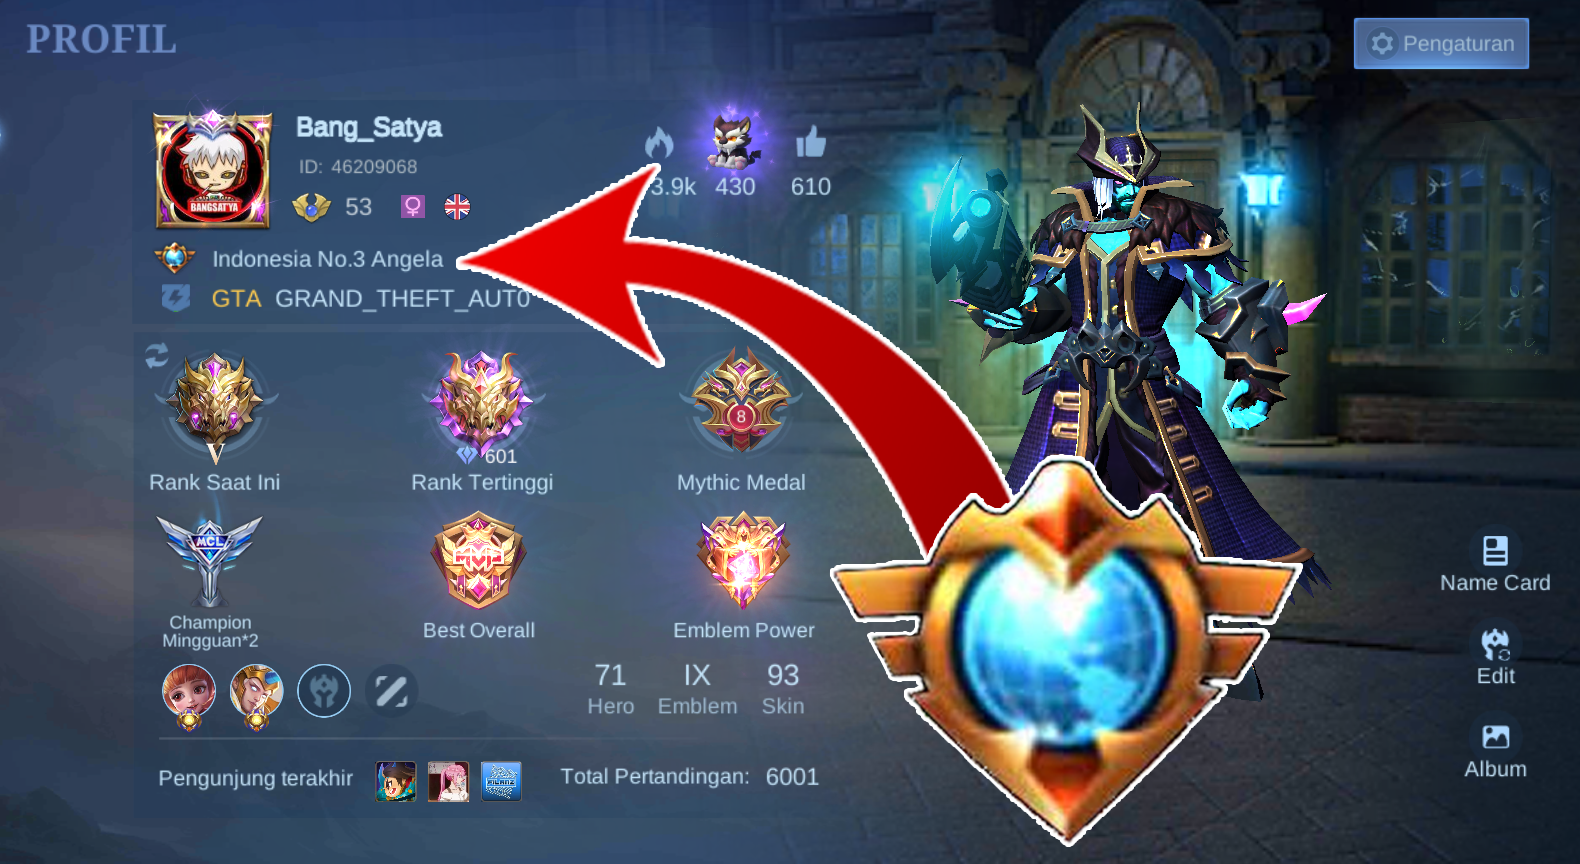 PROFIL
Pengaturan
Bang_Satya
ID: 46209068
BANGSATYA
53
3.9k
430
610
Indonesia No.3 Angela
GTA GRAND_THEFT_AUTO
V
601
8
Rank Saat Ini
Rank Tertinggi
Mythic Medal
MCL
MVP
Champion
Mingguan*2
Best Overall
Emblem Power
71
IX
93
Hero
Emblem
Skin
Pengunjung terakhir
Total Pertandingan: 6001
Name Card
Edit
Album